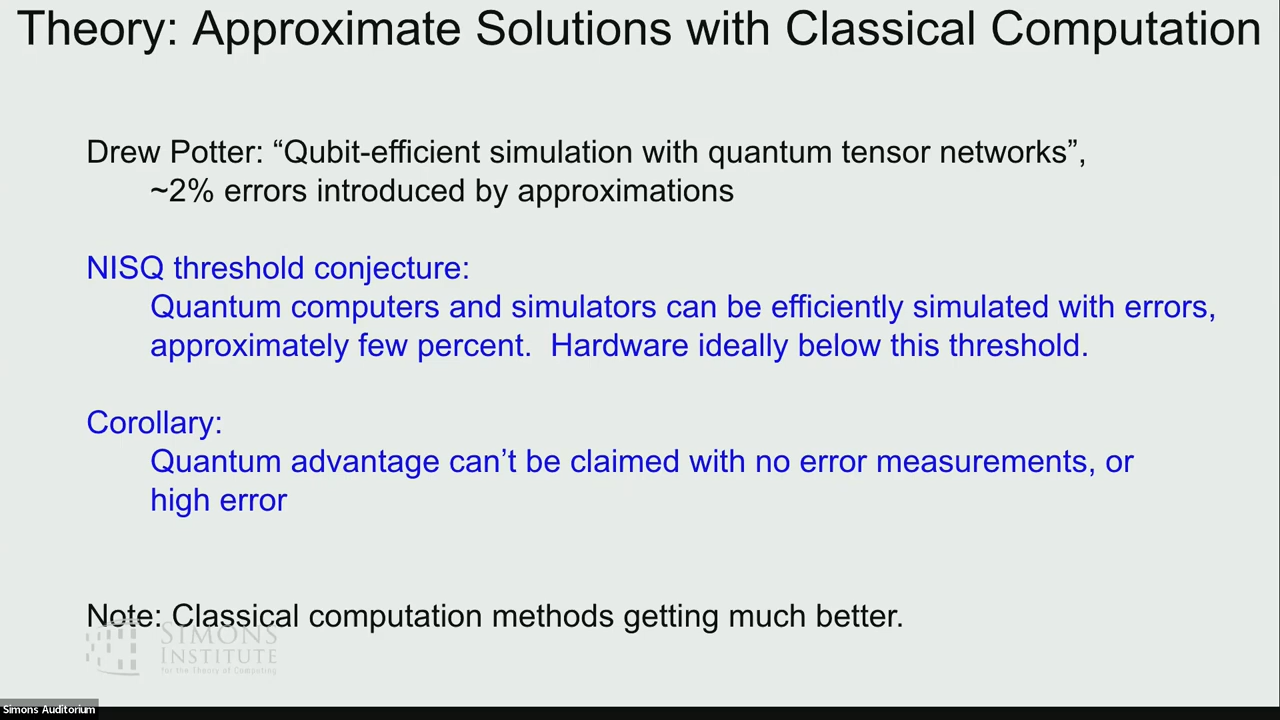 Theory: Approximate Solutions with Classical Computation
Drew Potter: “Qubit-efficient simulation with quantum tensor networks”,
~2% errors introduced by approximations
NISQ threshold conjecture:
Quantum computers and simulators can be efficiently simulated with errors,
approximately few percent.  Hardware ideally below this threshold.
Corollary:
Quantum advantage can’t be claimed with no error measurements, or
high error
Note: Classical computation methods getting much better.
SIMONS
INSTITUTE
for the Theory of Computing
Simons Auditorium